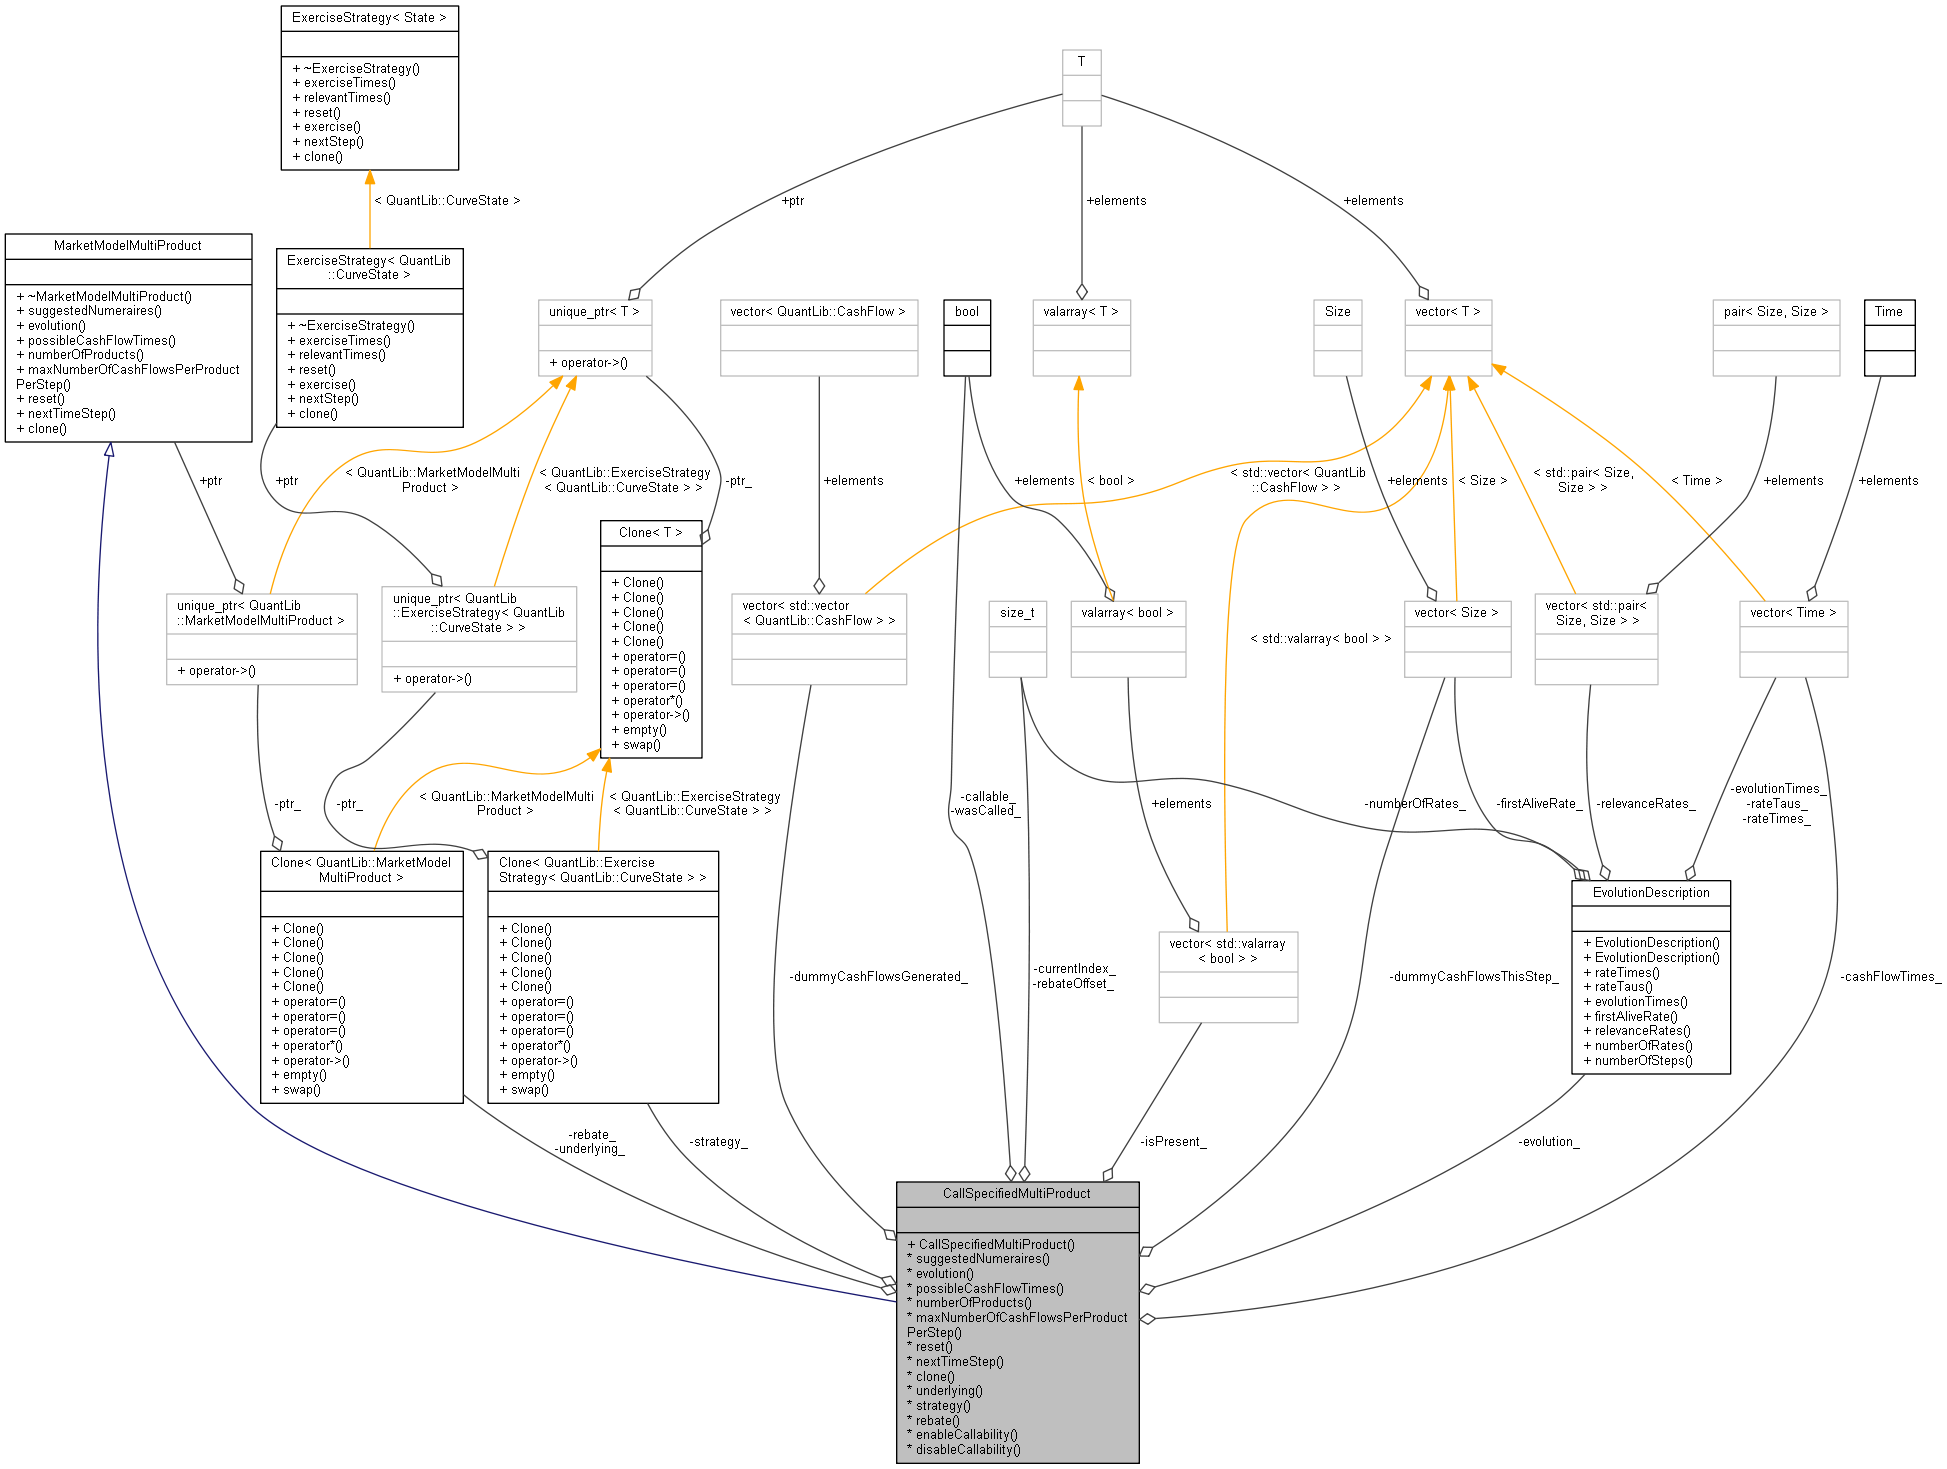 ExerciseStrategy< State >
+ ~ExerciseStrategy()
+ exerciseTimes()
+ relevantTimes()
+ reset()
+ exercise()
+ nextStep()
+ clone()
T
< QuantLib::CurveState >
+ptr
+elements
+elements
MarketModelMultiProduct
+ ~MarketModelMultiProduct()
+ suggestedNumeraires()
+ evolution()
+ possibleCashFlowTimes()
+ numberOfProducts()
+ maxNumberOfCashFlowsPerProduct
PerStep()
+ reset()
+ nextTimeStep()
+ clone()
ExerciseStrategy< QuantLib
::CurveState >
+ ~ExerciseStrategy()
+ exerciseTimes()
+ relevantTimes()
+ reset()
+ exercise()
+ nextStep()
+ clone()
unique_ptr< T >
+ operator->()
vector< QuantLib::CashFlow >
bool
valarray< T >
Size
vector< T >
pair< Size, Size >
Time
+ptr
+ptr
< QuantLib::MarketModelMulti
Product >
< QuantLib::ExerciseStrategy
< QuantLib::CurveState > >
-ptr_
+elements
+elements
< bool >
< std::vector< QuantLib
::CashFlow > >
+elements
< Size >
< std::pair< Size,
Size > >
+elements
< Time >
+elements
unique_ptr< QuantLib
::MarketModelMultiProduct >
+ operator->()
unique_ptr< QuantLib
::ExerciseStrategy< QuantLib
::CurveState > >
+ operator->()
Clone< T >
+ Clone()
+ Clone()
+ Clone()
+ Clone()
+ Clone()
+ operator=()
+ operator=()
+ operator=()
+ operator*()
+ operator->()
+ empty()
+ swap()
vector< std::vector
< QuantLib::CashFlow > >
size_t
valarray< bool >
< std::valarray< bool > >
vector< Size >
vector< std::pair<
Size, Size > >
vector< Time >
-ptr_
-ptr_
< QuantLib::MarketModelMulti
Product >
< QuantLib::ExerciseStrategy
< QuantLib::CurveState > >
-callable_
-wasCalled_
+elements
-numberOfRates_
-firstAliveRate_
-relevanceRates_
-evolutionTimes_
-rateTaus_
-rateTimes_
Clone< QuantLib::MarketModel
MultiProduct >
+ Clone()
+ Clone()
+ Clone()
+ Clone()
+ Clone()
+ operator=()
+ operator=()
+ operator=()
+ operator*()
+ operator->()
+ empty()
+ swap()
Clone< QuantLib::Exercise
Strategy< QuantLib::CurveState > >
+ Clone()
+ Clone()
+ Clone()
+ Clone()
+ Clone()
+ operator=()
+ operator=()
+ operator=()
+ operator*()
+ operator->()
+ empty()
+ swap()
vector< std::valarray
< bool > >
EvolutionDescription
+ EvolutionDescription()
+ EvolutionDescription()
+ rateTimes()
+ rateTaus()
+ evolutionTimes()
+ firstAliveRate()
+ relevanceRates()
+ numberOfRates()
+ numberOfSteps()
-dummyCashFlowsGenerated_
-currentIndex_
-rebateOffset_
-dummyCashFlowsThisStep_
-cashFlowTimes_
-rebate_
-underlying_
-strategy_
-isPresent_
-evolution_
CallSpecifiedMultiProduct
+ CallSpecifiedMultiProduct()
* suggestedNumeraires()
* evolution()
* possibleCashFlowTimes()
* numberOfProducts()
* maxNumberOfCashFlowsPerProduct
PerStep()
* reset()
* nextTimeStep()
* clone()
* underlying()
* strategy()
* rebate()
* enableCallability()
* disableCallability()